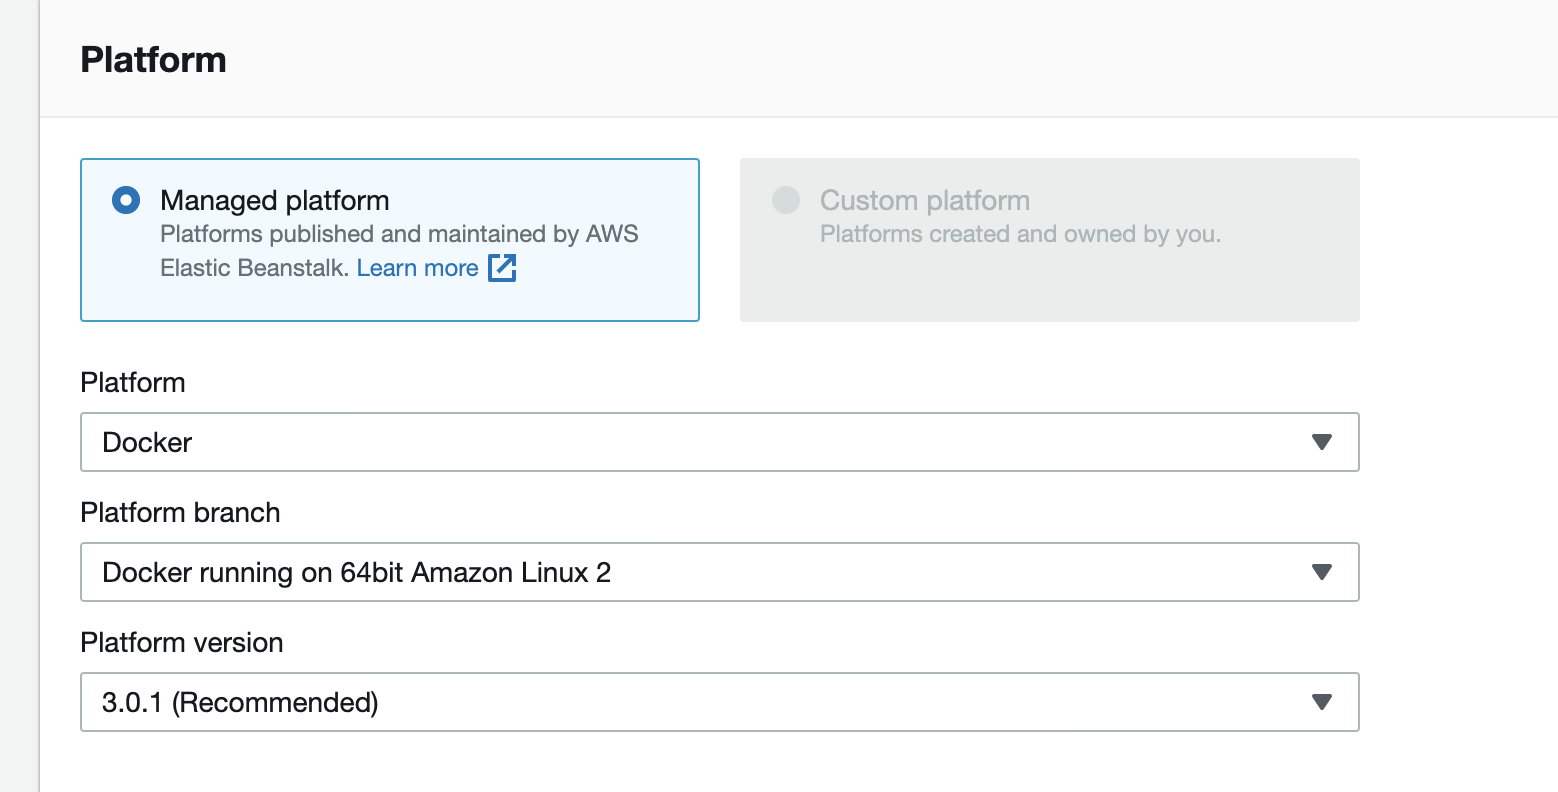 Platform
Managed platform
Platforms published and maintained by AWS
Elastic Beanstalk. Learn more
Custom platform
Platforms created and owned by you.
Platform
Docker
Platform branch
Docker running on 64bit Amazon Linux 2
Platform version
3.0.1 (Recommended)